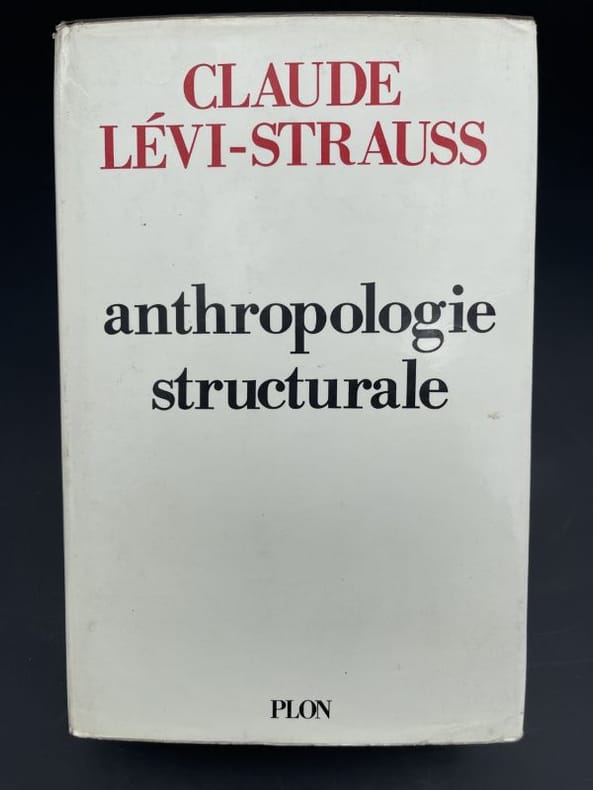 CLAUDE
LÉVI-STRAUSS
anthropologie
structurale
PLON